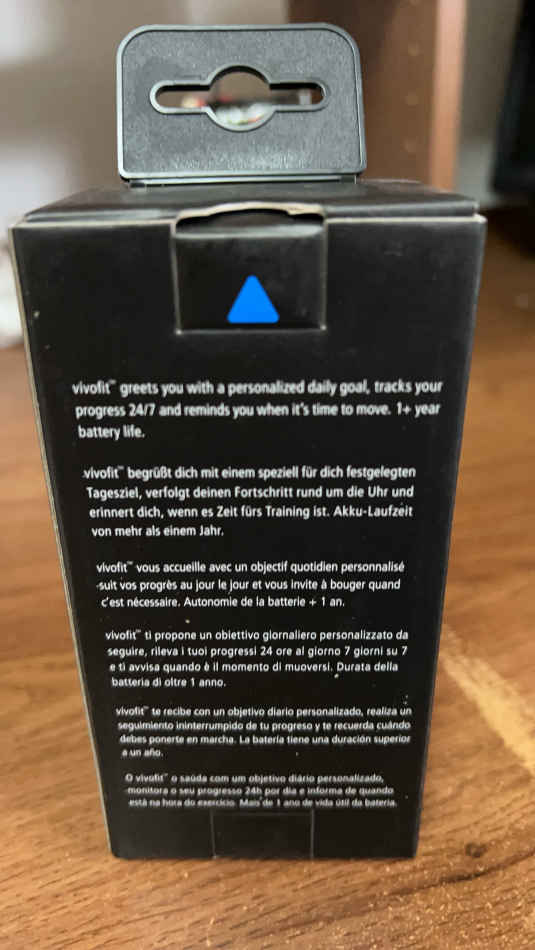 vivofit™ greets you with a personalized daily goal, tracks your
progress 24/7 and reminds you when it's time to move. 1+ year
battery life.
vivofit™ begrüßt dich mit einem speziell für dich festgelegten
Tagesziel, verfolgt deinen Fortschritt rund um die Uhr und
erinnert dich, wenn es Zeit fürs Training ist. Akku-Laufzeit
von mehr als einem Jahr.
vivofit™ vous accueille avec un objectif quotidien personnalisé
suit vos progrès au jour le jour et vous invite à bouger quand
c'est nécessaire. Autonomie de la batterie + 1 an.
vivofit™ ti propone un obiettivo giornaliero personalizzato da
seguire, rileva i tuoi progressi 24 ore al giorno 7 giorni su 7
e ti avvisa quando è il momento di muoversi. Durata della
batteria di oltre 1 anno.
vivofit™ te recibe con un objetivo diario personalizado, realiza un
seguimiento ininterrumpido de tu progreso y te recuerda cuándo
debes ponerte en marcha. La batería tiene una duración superior
a un año.
O vivofit™ o saúda com um objetivo diário personalizado,
monitora o seu progresso 24h por dia e informa de quando
está na hora do exercício. Mais de 1 ano de vida útil da bateria.